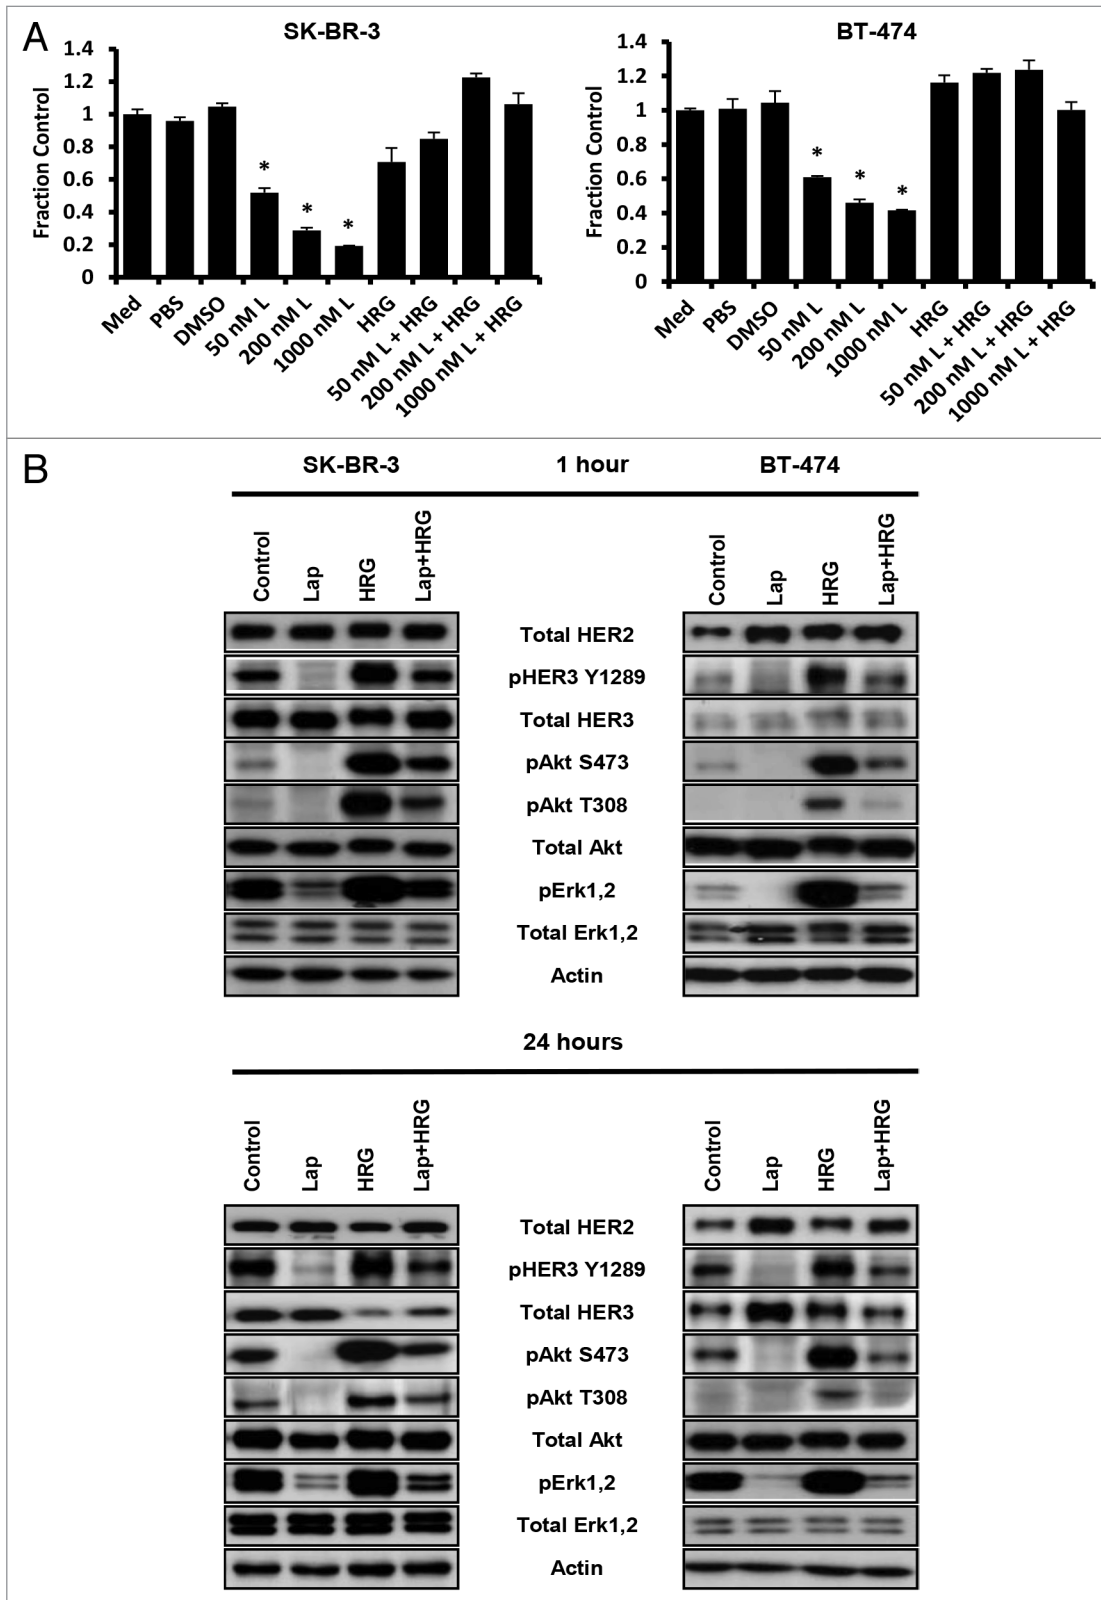 A
SK-BR-3
1.4
1.2
1
0.8
0.6
0.4
0.2
0
Fraction Control
*
*
*
Med
PBS
DMSO
50 nM L
200 nM L
1000 nM L
HRG
50 nM L + HRG
200 nM L + HRG
1000 nM L + HRG
BT-474
1.4
1.2
1
0.8
0.6
0.4
0.2
0
Fraction Control
*
*
*
Med
PBS
DMSO
50 nM L
200 nM L
1000 nM L
HRG
50 nM L + HRG
200 nM L + HRG
1000 nM L + HRG
B
SK-BR-3 1 hour BT-474
Control Lap HRG Lap+HRG Control Lap HRG Lap+HRG
Total HER2
pHER3 Y1289
Total HER3
pAkt S473
pAkt T308
Total Akt
pErk1,2
Total Erk1,2
Actin
24 hours
Control Lap HRG Lap+HRG Control Lap HRG Lap+HRG
Total HER2
pHER3 Y1289
Total HER3
pAkt S473
pAkt T308
Total Akt
pErk1,2
Total Erk1,2
Actin